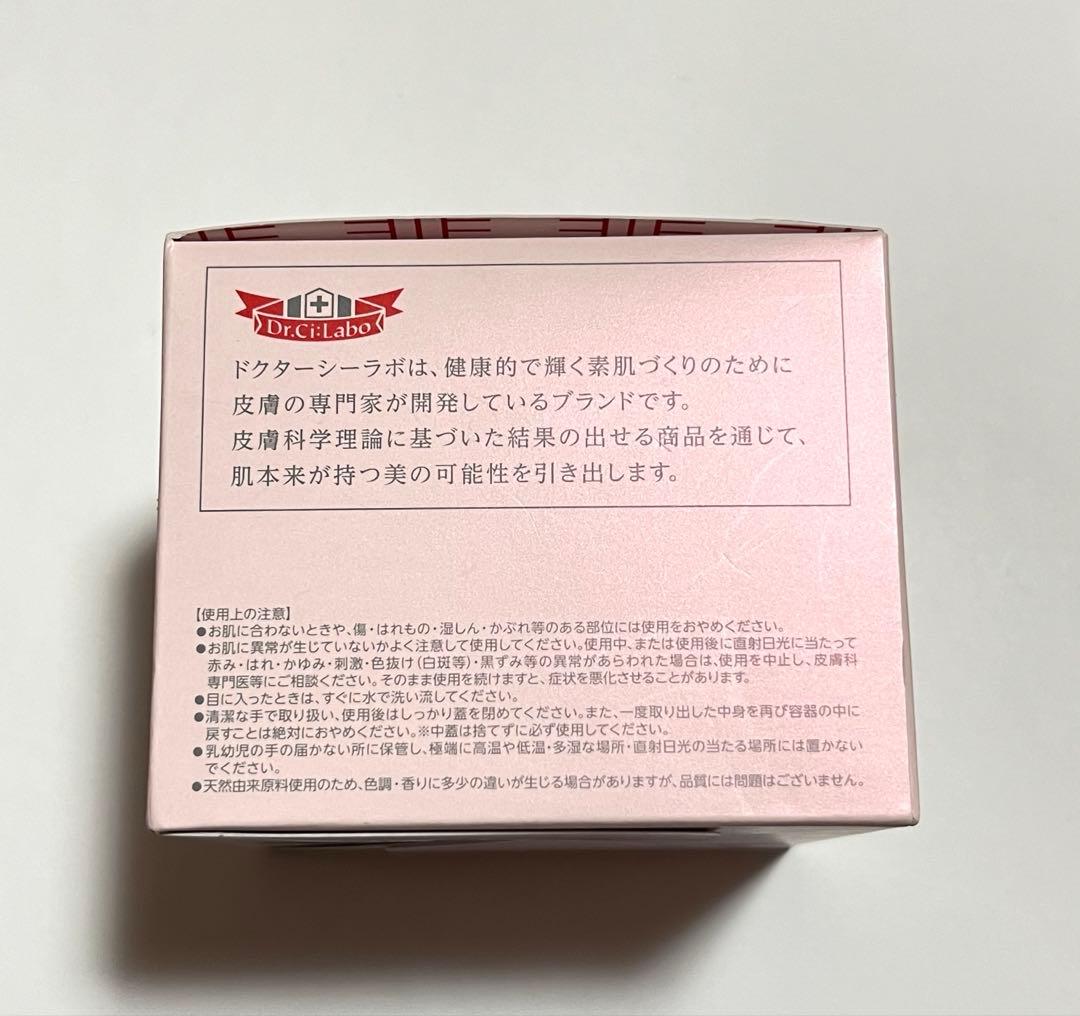 Dr.Ci:Labo
ドクターシーラボは、健康的で輝く素肌づくりのために
皮膚の専門家が開発しているブランドです。
皮膚科学理論に基づいた結果の出せる商品を通じて、
肌本来が持つ美の可能性を引き出します。
【使用上の注意】
●お肌に合わないときや、傷・はれもの・湿しん・かぶれ等のある部位には使用をおやめください。
●お肌に異常が生じていないかよく注意して使用してください。使用中、または使用後に直射日光に当たって
赤み・はれ・かゆみ・刺激・色抜け(白斑等)・黒ずみ等の異常があらわれた場合は、使用を中止し、皮膚科
専門医等にご相談ください。そのまま使用を続けますと、症状を悪化させることがあります。
●目に入ったときは、すぐに水で洗い流してください。
●清潔な手で取り扱い、使用後はしっかり蓋を閉めてください。また、一度取り出した中身を再び容器の中に
戻すことは絶対におやめください。※中蓋は捨てずに必ず使用してください。
●乳幼児の手の届かない所に保管し、極端に高温や低温・多湿な場所・直射日光の当たる場所には置かない
でください。
●天然由来原料使用のため、色調・香りに多少の違いが生じる場合がありますが、品質には問題はございません。